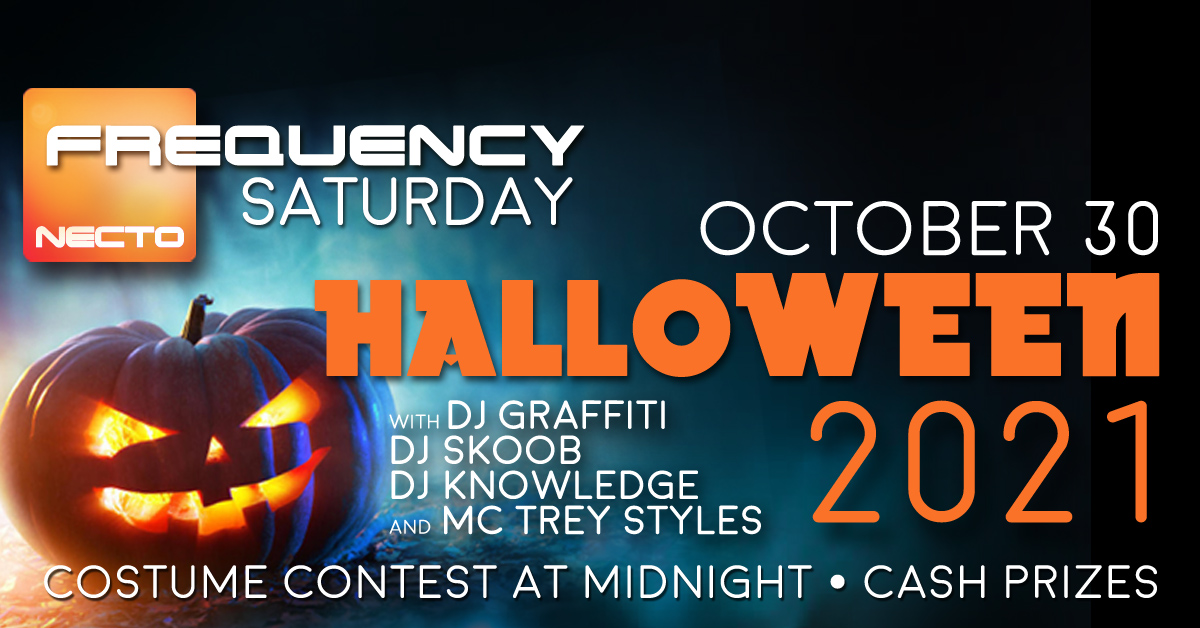 FREQUENCY
SATURDAY
NECTO
OCTOBER 30
HALLOWEEN
2021
WITH DJ GRAFFITI
DJ SKOOB
DJ KNOWLEDGE
AND MC TREY STYLES
COSTUME CONTEST AT MIDNIGHT • CASH PRIZES